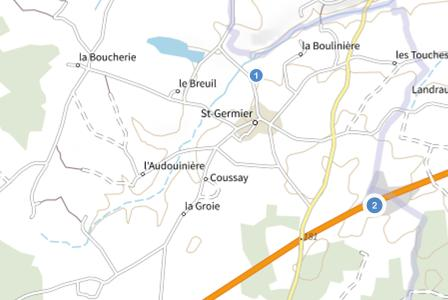 la Boulinière
la Boucherie
les Touches
1
le Breuil
Landrau
St-Germier
l'Audouinière
Coussay
la Groie
2
181